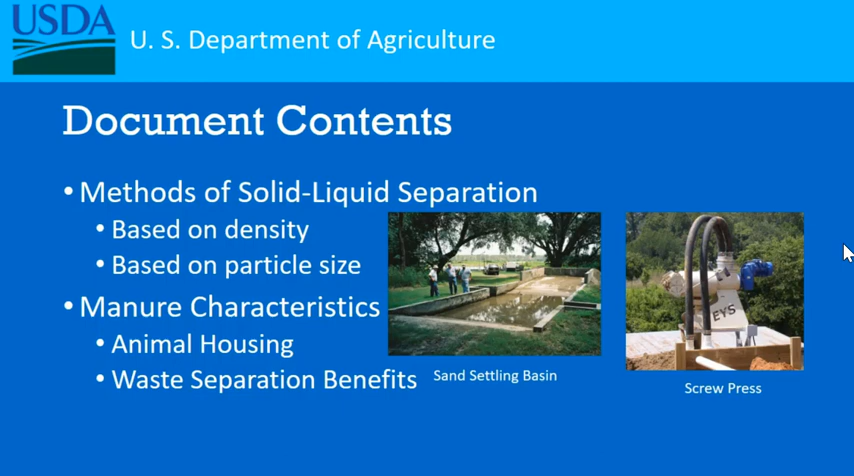 USDA
U. S. Department of Agriculture
Document Contents
• Methods of Solid-Liquid Separation
• Based on density
• Based on particle size
• Manure Characteristics
• Animal Housing
• Waste Separation Benefits
EYS
Sand Settling Basin
Screw Press